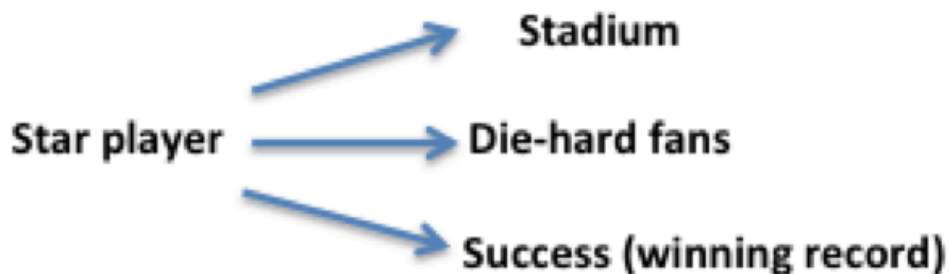 Stadium
Star player
Die-hard fans
Success (winning record)